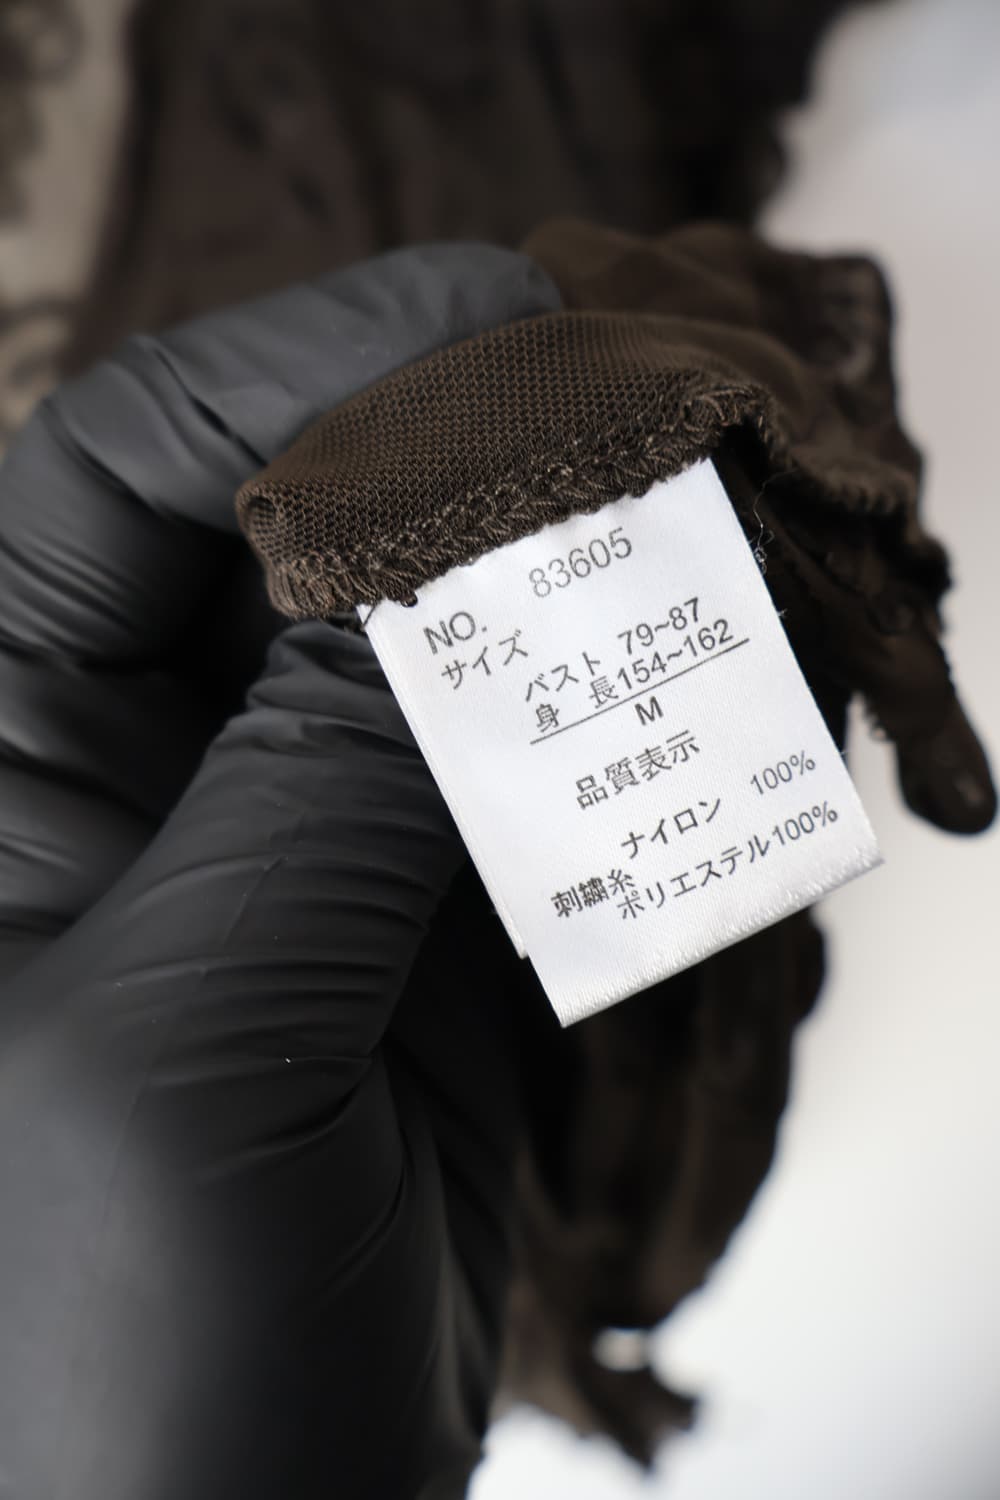 NO. 83605
サイズ
バスト 79~87
身 長154~162
M
品質表示
ナイロン 100%
刺繍糸
ポリエステル100%